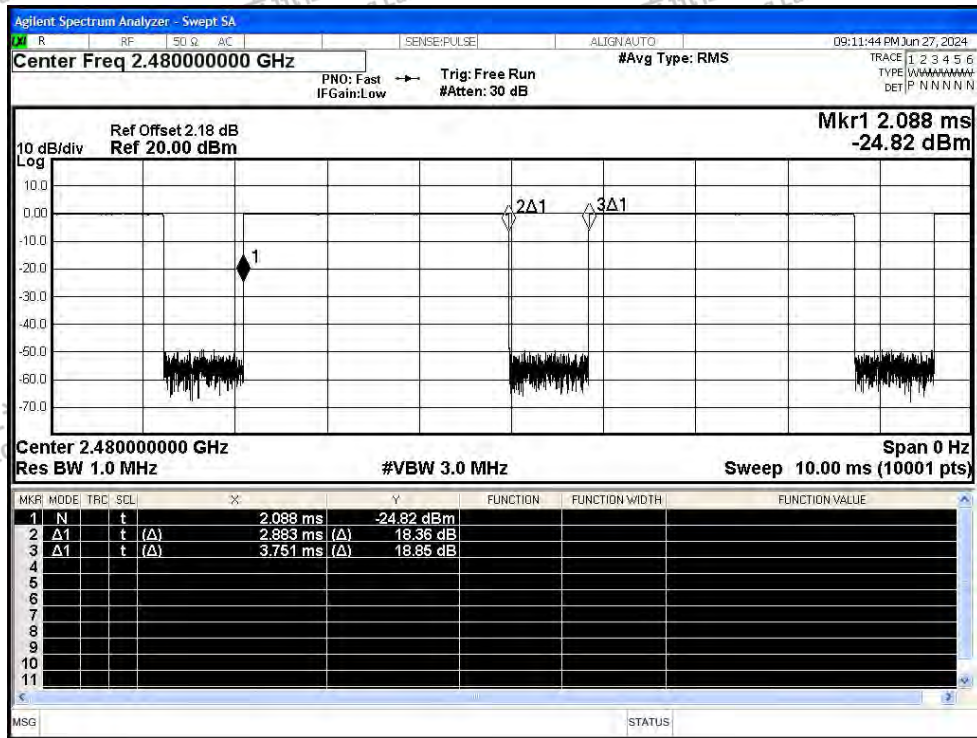 Agilent Spectrum Analyzer - Swept SA
LXI R RF 50 Ω AC SENSE:PULSE ALIGN AUTO 09:11:44 PM Jun 27, 2024
Center Freq 2.480000000 GHz
#Avg Type: RMS
TRACE 1 2 3 4 5 6
PNO: Fast Trig: Free Run
TYPE
IFGain:Low #Atten: 30 dB
DET P N N N N N
Mkr1 2.088 ms
Ref Offset 2.18 dB
10 dB/div Ref 20.00 dBm
-24.82 dBm
Log
10.0
0.00
-10.0
-20.0
-30.0
-40.0
-50.0
-60.0
-70.0
1
2Δ1
3Δ1
Center 2.480000000 GHz Span 0 Hz
Res BW 1.0 MHz #VBW 3.0 MHz Sweep 10.00 ms (10001 pts)
MKR MODE TRC SCL X Y FUNCTION FUNCTION WIDTH FUNCTION VALUE
1 N t 2.088 ms -24.82 dBm
2 Δ1 t (Δ) 2.883 ms (Δ) 18.36 dB
3 Δ1 t (Δ) 3.751 ms (Δ) 18.85 dB
4
5
6
7
8
9
10
11
MSG STATUS